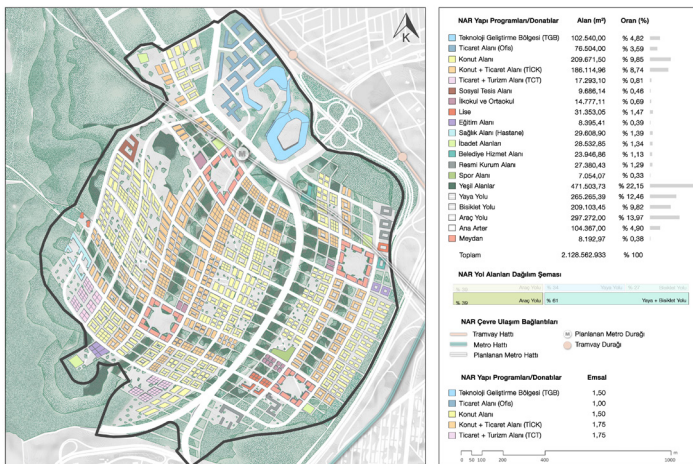 K
M
NAR Yapı Programları/Donatılar Alan (m²) Oran (%)
Teknoloji Geliştirme Bölgesi (TGB) 102.540,00 % 4,82
Ticaret Alanı (Ofis) 76.504,00 % 3,59
Konut Alanı 209.671,50 % 9,85
Konut + Ticaret Alanı (TİCK) 186.114,96 % 8,74
Ticaret + Turizm Alanı (TCT) 17.293,10 % 0,81
Sosyal Tesis Alanı 9.686,14 % 0,46
İlkokul ve Ortaokul 14.777,11 % 0,69
Lise 31.353,05 % 1,47
Eğitim Alanı 8.395,41 % 0,39
Sağlık Alanı (Hastane) 29.608,90 % 1,39
İbadet Alanları 28.532,85 % 1,34
Belediye Hizmet Alanı 23.946,86 % 1,13
Resmi Kurum Alanı 27.380,43 % 1,29
Spor Alanı 7.054,07 % 0,33
Yeşil Alanlar 471.503,73 % 22,15
Yaya Yolu 265.265,39 % 12,46
Bisiklet Yolu 209.103,45 % 9,82
Araç Yolu 297.272,00 % 13,97
Ana Arter 104.367,00 % 4,90
Meydan 8.192,97 % 0,38
Toplam 2.128.562.933 % 100
NAR Yol Alanları Dağılım Şeması
Araç Yolu Yaya Yolu Bisiklet Yolu
% 39 Araç Yolu % 61 Yaya + Bisiklet Yolu
NAR Çevre Ulaşım Bağlantıları
Tramvay Hattı M Planlanan Metro Durağı
Metro Hattı Tramvay Durağı
Planlanan Metro Hattı
NAR Yapı Programları/Donatılar Emsal
Teknoloji Geliştirme Bölgesi (TGB) 1,50
Ticaret Alanı (Ofis) 1,00
Konut Alanı 1,50
Konut + Ticaret Alanı (TİCK) 1,75
Ticaret + Turizm Alanı (TCT) 1,75
m
0 50 100 200 400 1000